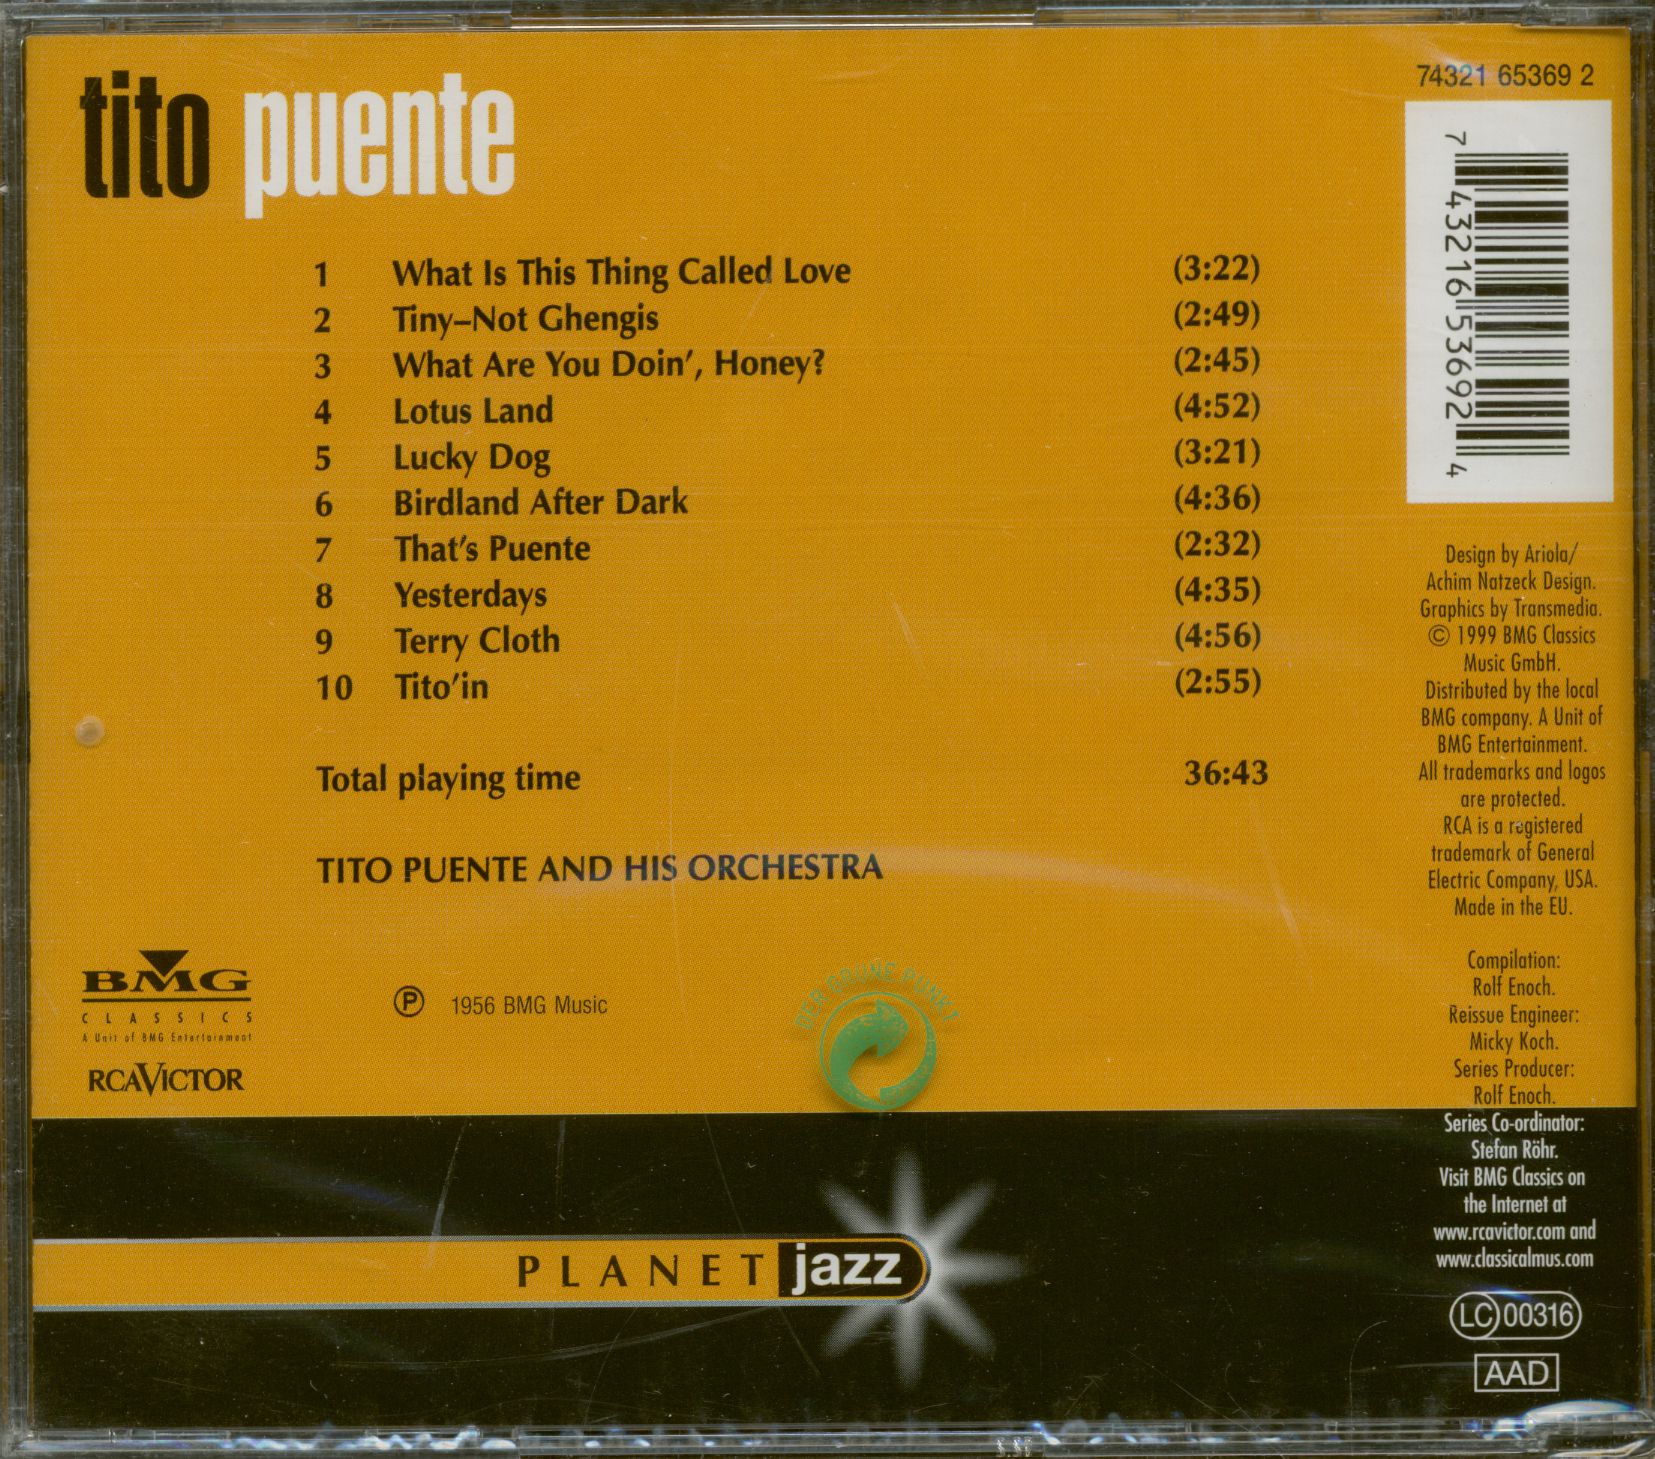 tito puente
1 What Is This Thing Called Love (3:22)
2 Tiny–Not Ghengis (2:49)
3 What Are You Doin’, Honey? (2:45)
4 Lotus Land (4:52)
5 Lucky Dog (3:21)
6 Birdland After Dark (4:36)
7 That’s Puente (2:32)
8 Yesterdays (4:35)
9 Terry Cloth (4:56)
10 Tito’in (2:55)
Total playing time 36:43
TITO PUENTE AND HIS ORCHESTRA
BMG
CLASSICS
A Unit of BMG Entertainment
RCAVICTOR
Ⓟ 1956 BMG Music
DER GRÜNE PUNKT
PLANET jazz
74321 65369 2
7 43216 53692 4
Design by Ariola/
Achim Natzeck Design.
Graphics by Transmedia.
© 1999 BMG Classics
Music GmbH.
Distributed by the local
BMG company. A Unit of
BMG Entertainment.
All trademarks and logos
are protected.
RCA is a registered
trademark of General
Electric Company, USA.
Made in the EU.
Compilation:
Rolf Enoch.
Reissue Engineer:
Micky Koch.
Series Producer:
Rolf Enoch.
Series Co-ordinator:
Stefan Röhr.
Visit BMG Classics on
the Internet at
www.rcavictor.com and
www.classicalmus.com
LC 00316
AAD